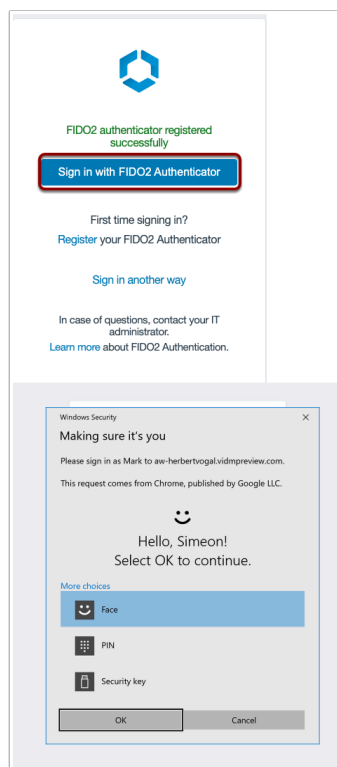 FIDO2 authenticator registered
successfully
Sign in with FIDO2 Authenticator
First time signing in?
Register your FIDO2 Authenticator
Sign in another way
In case of questions, contact your IT
administrator.
Learn more about FIDO2 Authentication.
Windows Security
Making sure it's you
Please sign in as Mark to aw-herbertvogal.vidmpreview.com.
This request comes from Chrome, published by Google LLC.
Hello, Simeon!
Select OK to continue.
More choices
Face
PIN
Security key
OK
Cancel